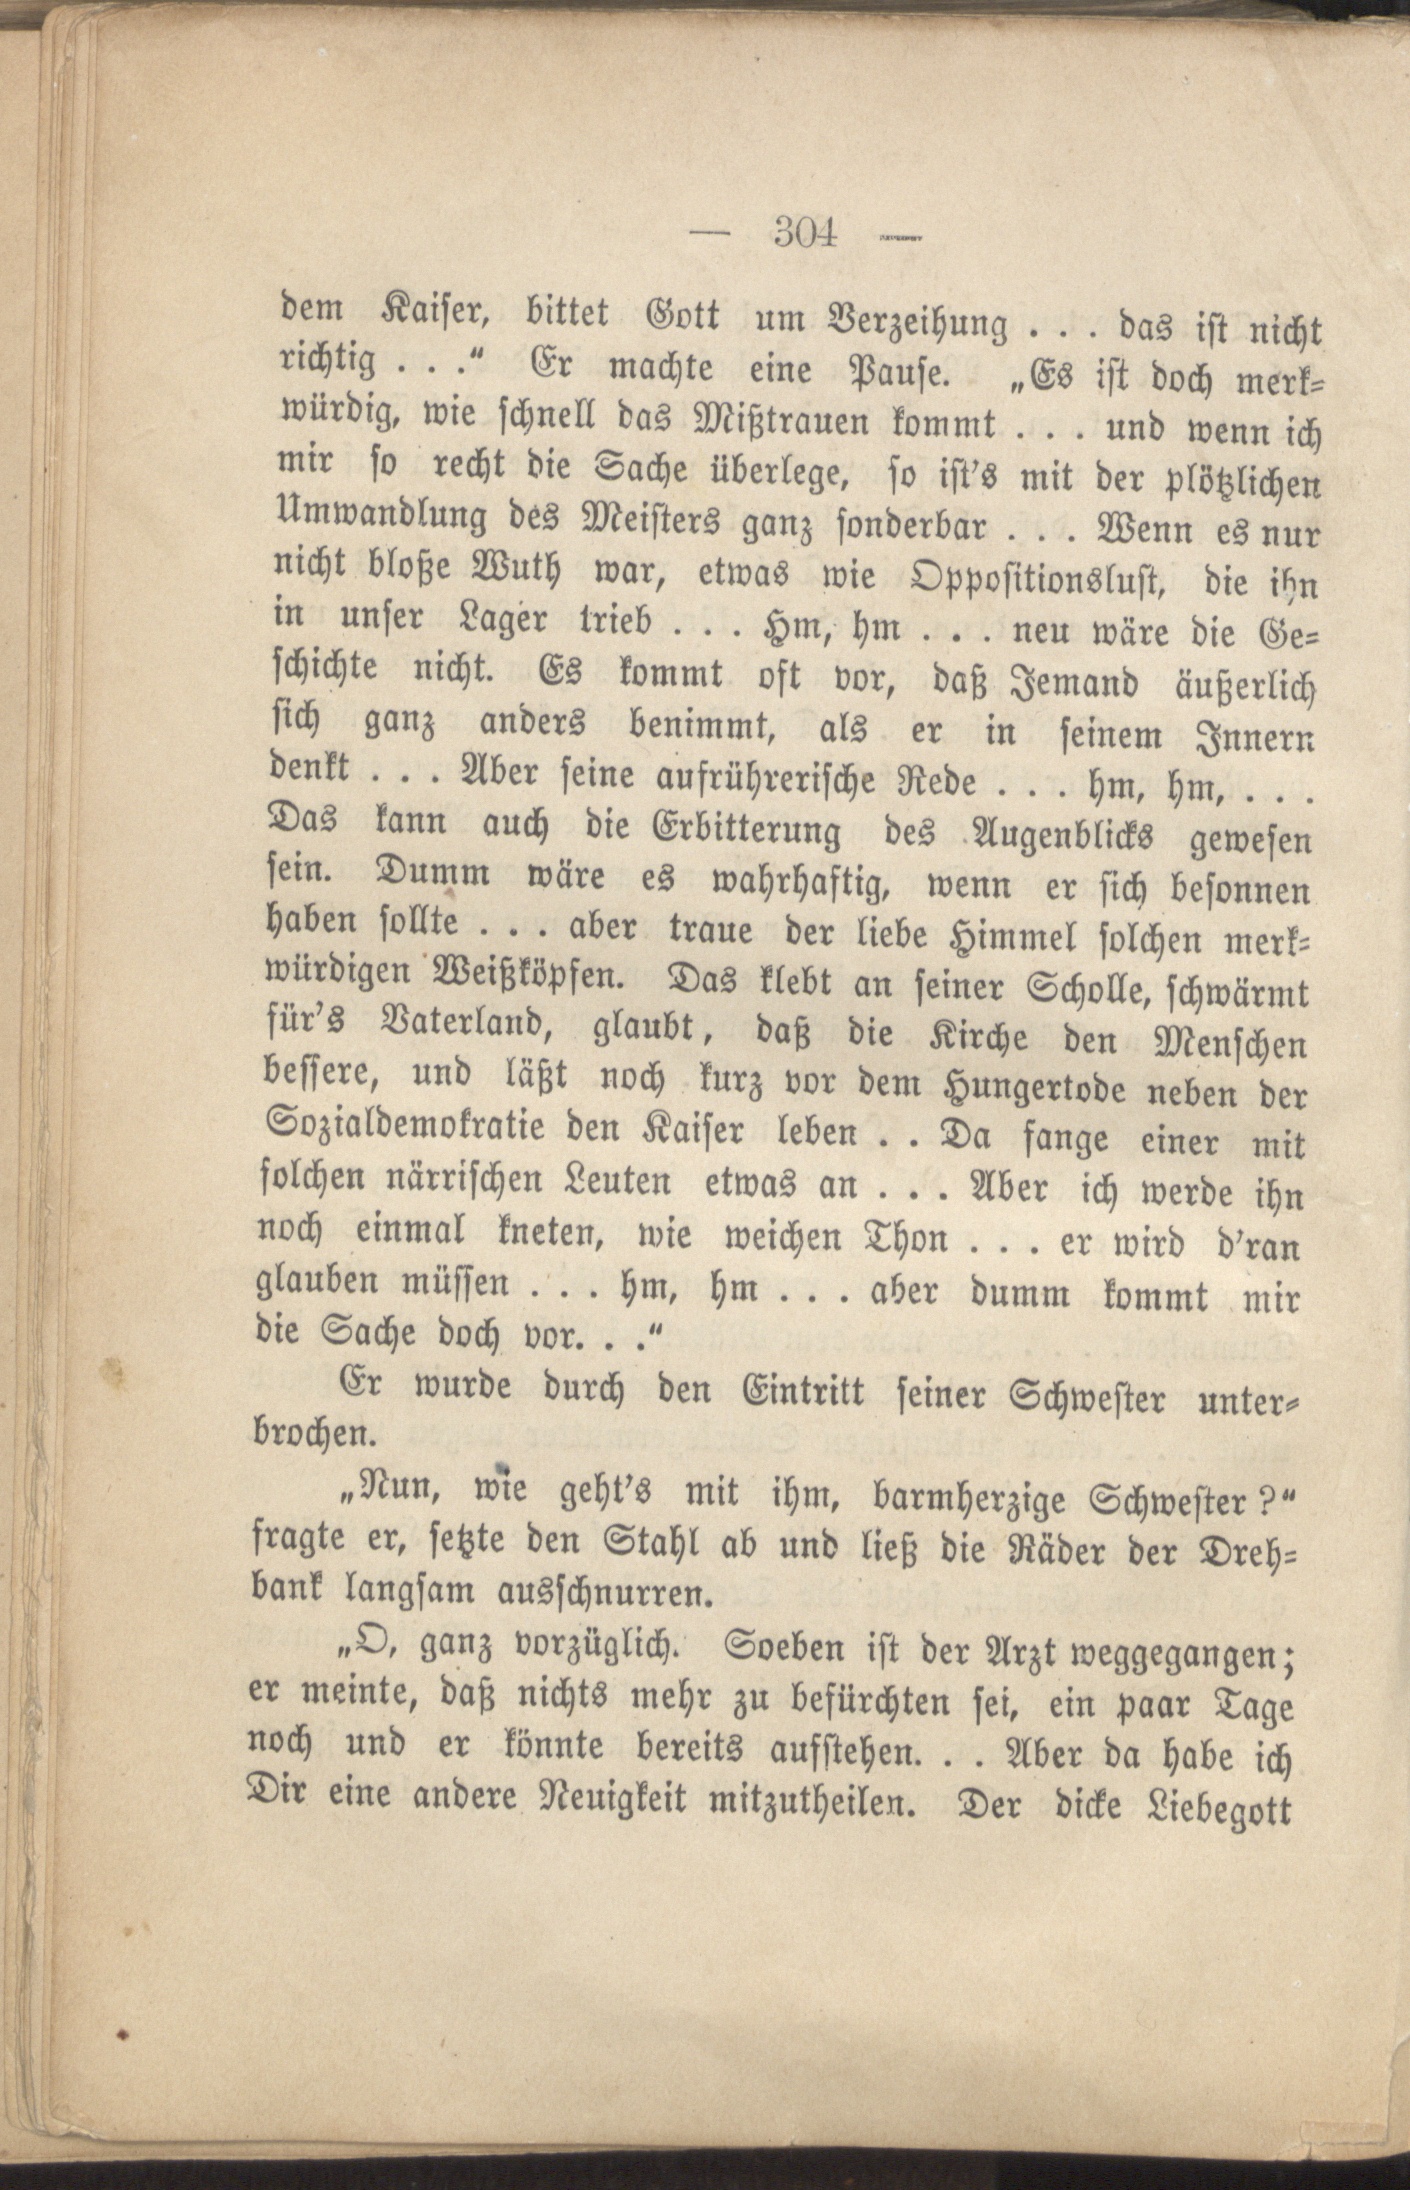 — 304 —
dem Kaiser, bittet Gott um Verzeihung . . . das ist nicht
richtig . . .“ Er machte eine Pause. „Es ist doch merk-
würdig, wie schnell das Mißtrauen kommt . . . und wenn ich
mir so recht die Sache überlege, so ist's mit der plötzlichen
Umwandlung des Meisters ganz sonderbar . . . Wenn es nur
nicht bloße Wuth war, etwas wie Oppositionslust, die ihn
in unser Lager trieb . . . Hm, hm . . . neu wäre die Ge-
schichte nicht. Es kommt oft vor, daß Jemand äußerlich
sich ganz anders benimmt, als er in seinem Innern
denkt . . . Aber seine aufrührerische Rede . . . hm, hm, . . .
Das kann auch die Erbitterung des Augenblicks gewesen
sein. Dumm wäre es wahrhaftig, wenn er sich besonnen
haben sollte . . . aber traue der liebe Himmel solchen merk-
würdigen Weißköpfen. Das klebt an seiner Scholle, schwärmt
für's Vaterland, glaubt, daß die Kirche den Menschen
bessere, und läßt noch kurz vor dem Hungertode neben der
Sozialdemokratie den Kaiser leben . . Da fange einer mit
solchen närrischen Leuten etwas an . . . Aber ich werde ihn
noch einmal kneten, wie weichen Thon . . . er wird d'ran
glauben müssen . . . hm, hm . . . aber dumm kommt mir
die Sache doch vor. . .“
Er wurde durch den Eintritt seiner Schwester unter-
brochen.
„Nun, wie geht's mit ihm, barmherzige Schwester?“
fragte er, setzte den Stahl ab und ließ die Räder der Dreh-
bank langsam ausschnurren.
„O, ganz vorzüglich. Soeben ist der Arzt weggegangen;
er meinte, daß nichts mehr zu befürchten sei, ein paar Tage
noch und er könnte bereits aufstehen. . . Aber da habe ich
Dir eine andere Neuigkeit mitzutheilen. Der dicke Liebegott